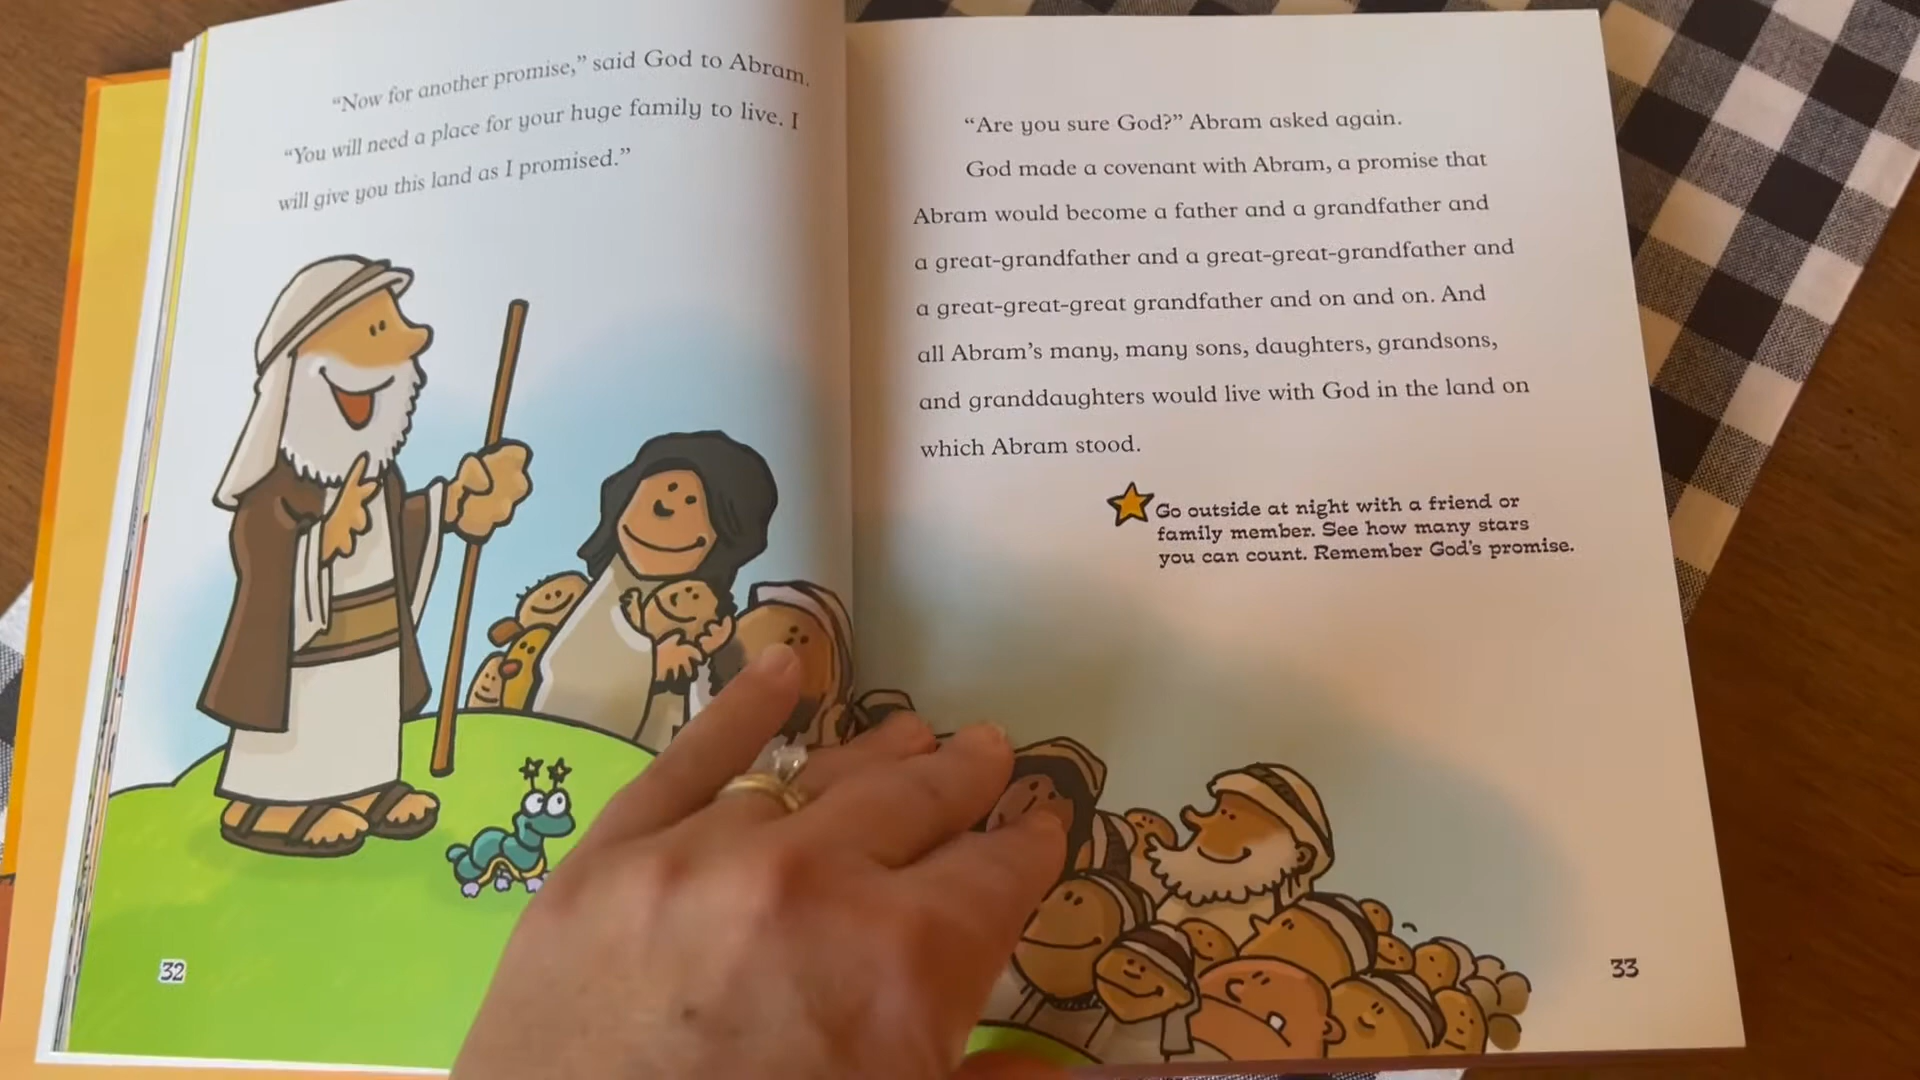 “Now for another promise,” said God to Abram.
“You will need a place for your huge family to live. I
will give you this land as I promised.”
32
“Are you sure God?” Abram asked again.
God made a covenant with Abram, a promise that
Abram would become a father and a grandfather and
a great-grandfather and a great-great-grandfather and
a great-great-great grandfather and on and on. And
all Abram’s many, many sons, daughters, grandsons,
and granddaughters would live with God in the land on
which Abram stood.
Go outside at night with a friend or
family member. See how many stars
you can count. Remember God’s promise.
33